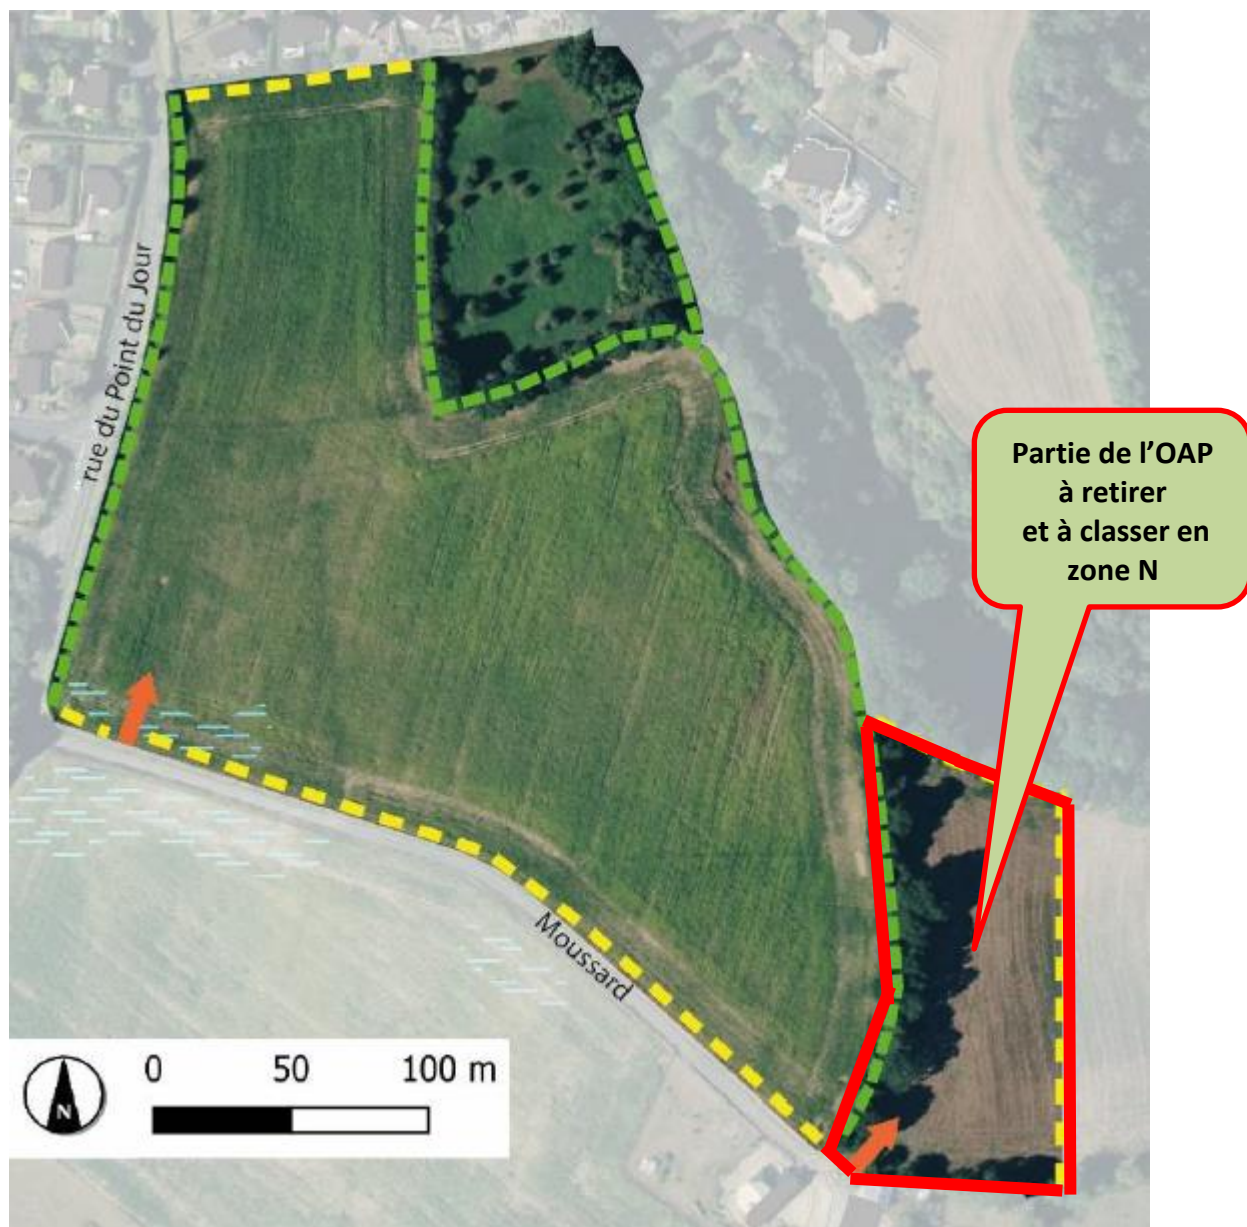 rue du Point du Jour
Partie de l’OAP
à retirer
et à classer en
zone N
Moussard
0 50 100 m
N